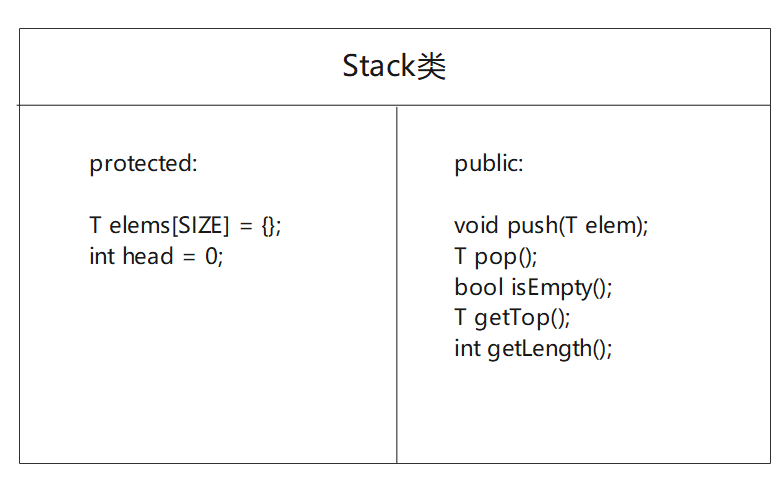 Stack类
protected:
T elems[SIZE] = {};
int head = 0;
public:
void push(T elem);
T pop();
bool isEmpty();
T getTop();
int getLength();